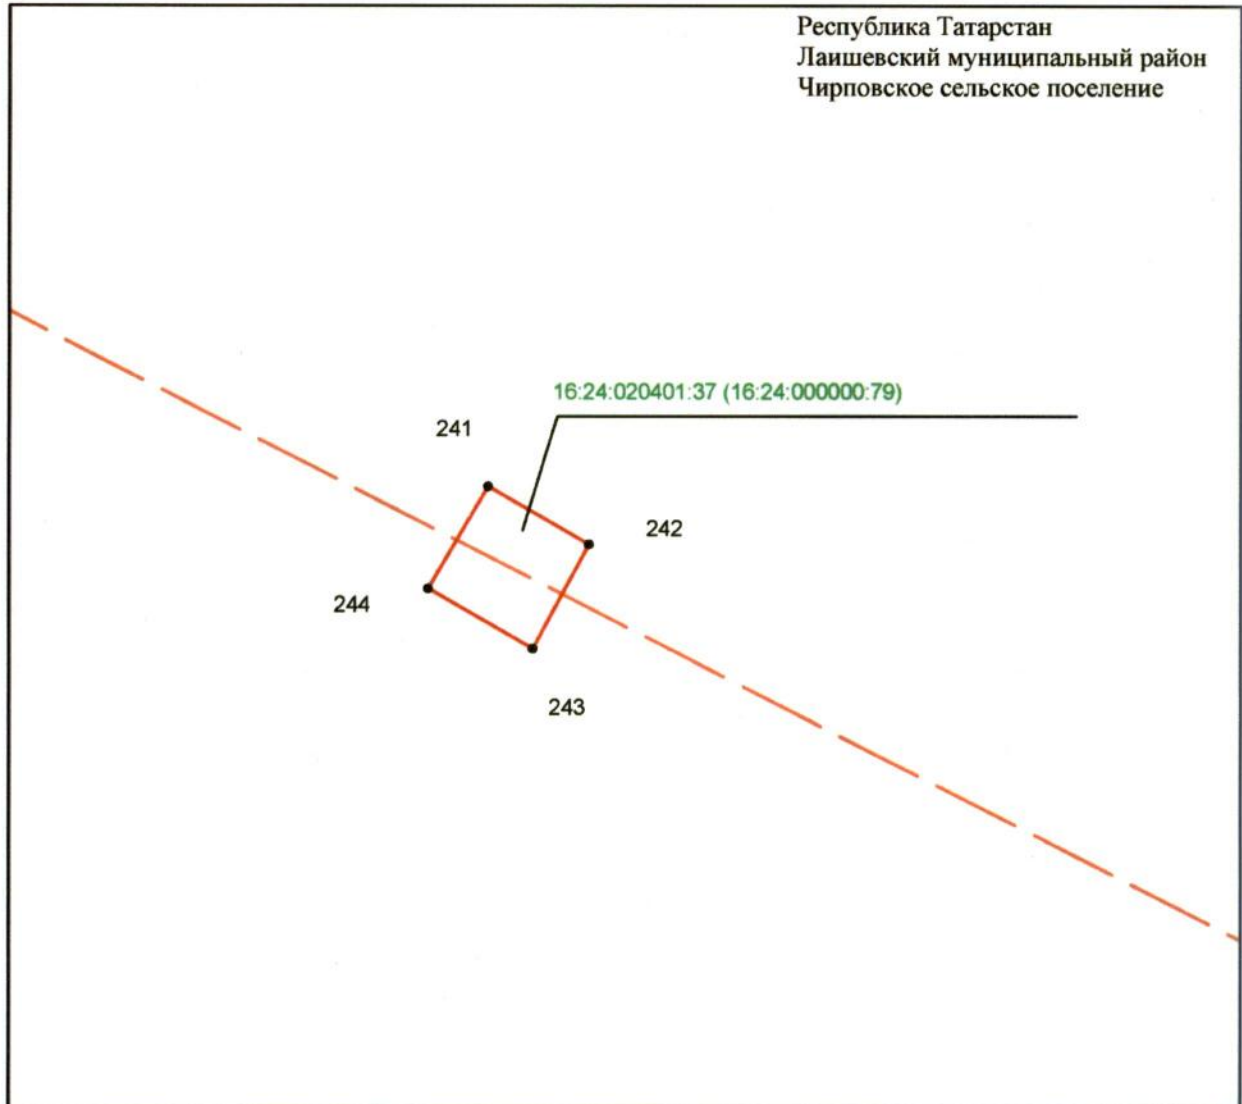 Республика Татарстан
Лаишевский муниципальный район
Чирповское сельское поселение
16:24:020401:37 (16:24:000000:79)
241
242
244
243